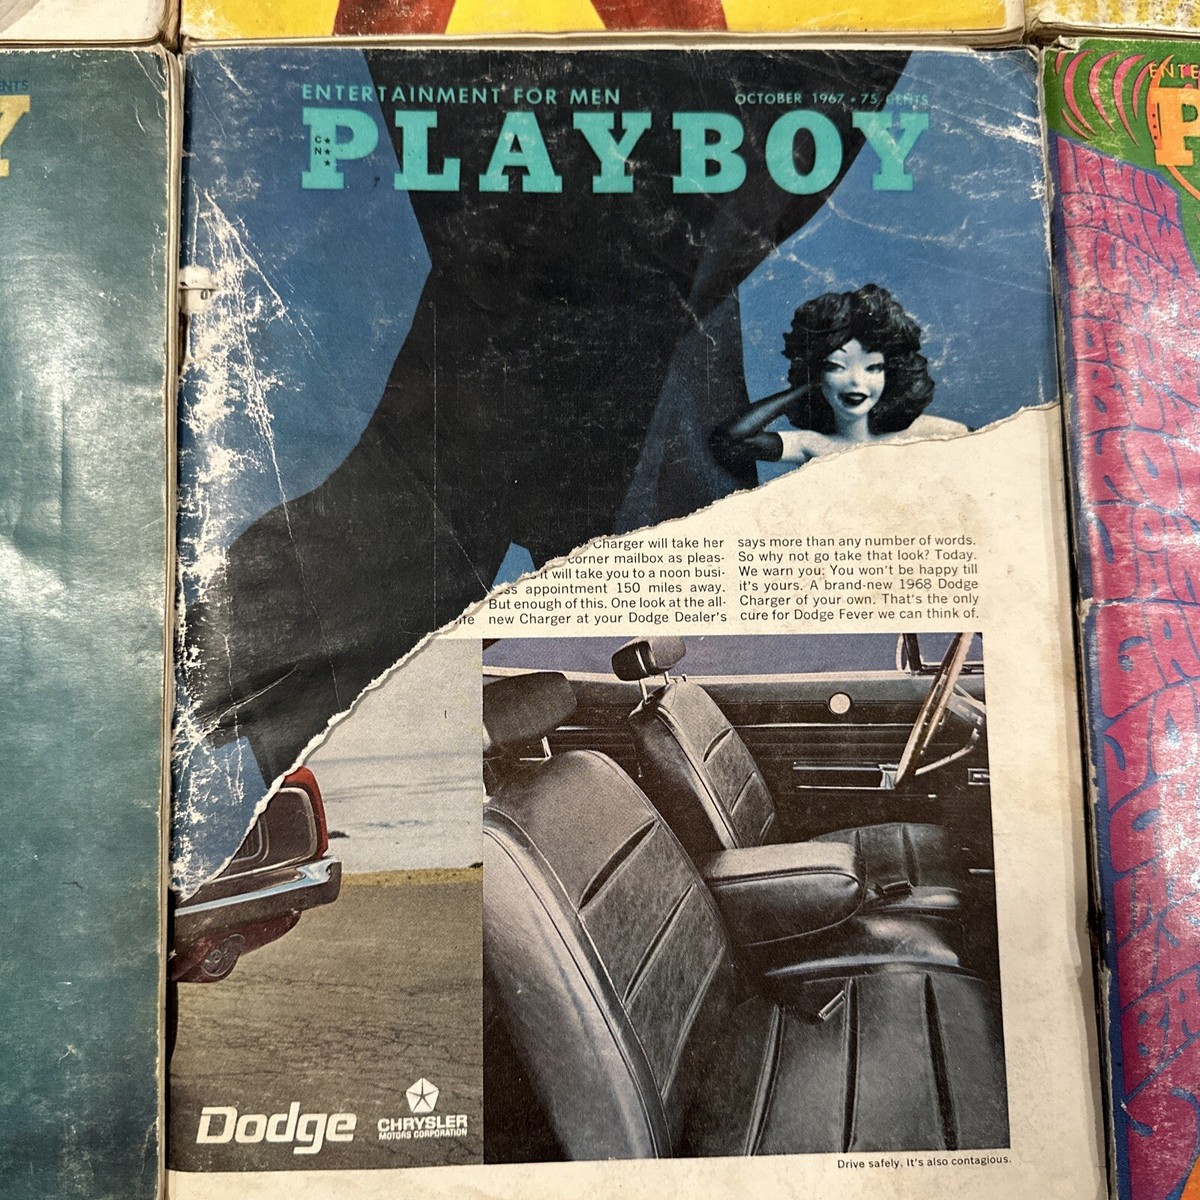 ENTERTAINMENT FOR MEN
OCTOBER 1967 • 75 CENTS
PLAYBOY
CN
Charger will take her
corner mailbox as pleas-
it will take you to a noon busi-
appointment 150 miles away.
But enough of this. One look at the all-
new Charger at your Dodge Dealer's
says more than any number of words.
So why not go take that look? Today.
We warn you: You won't be happy till
it's yours. A brand-new 1968 Dodge
Charger of your own. That's the only
cure for Dodge Fever we can think of.
Dodge
CHRYSLER
MOTORS CORPORATION
Drive safely. It's also contagious.